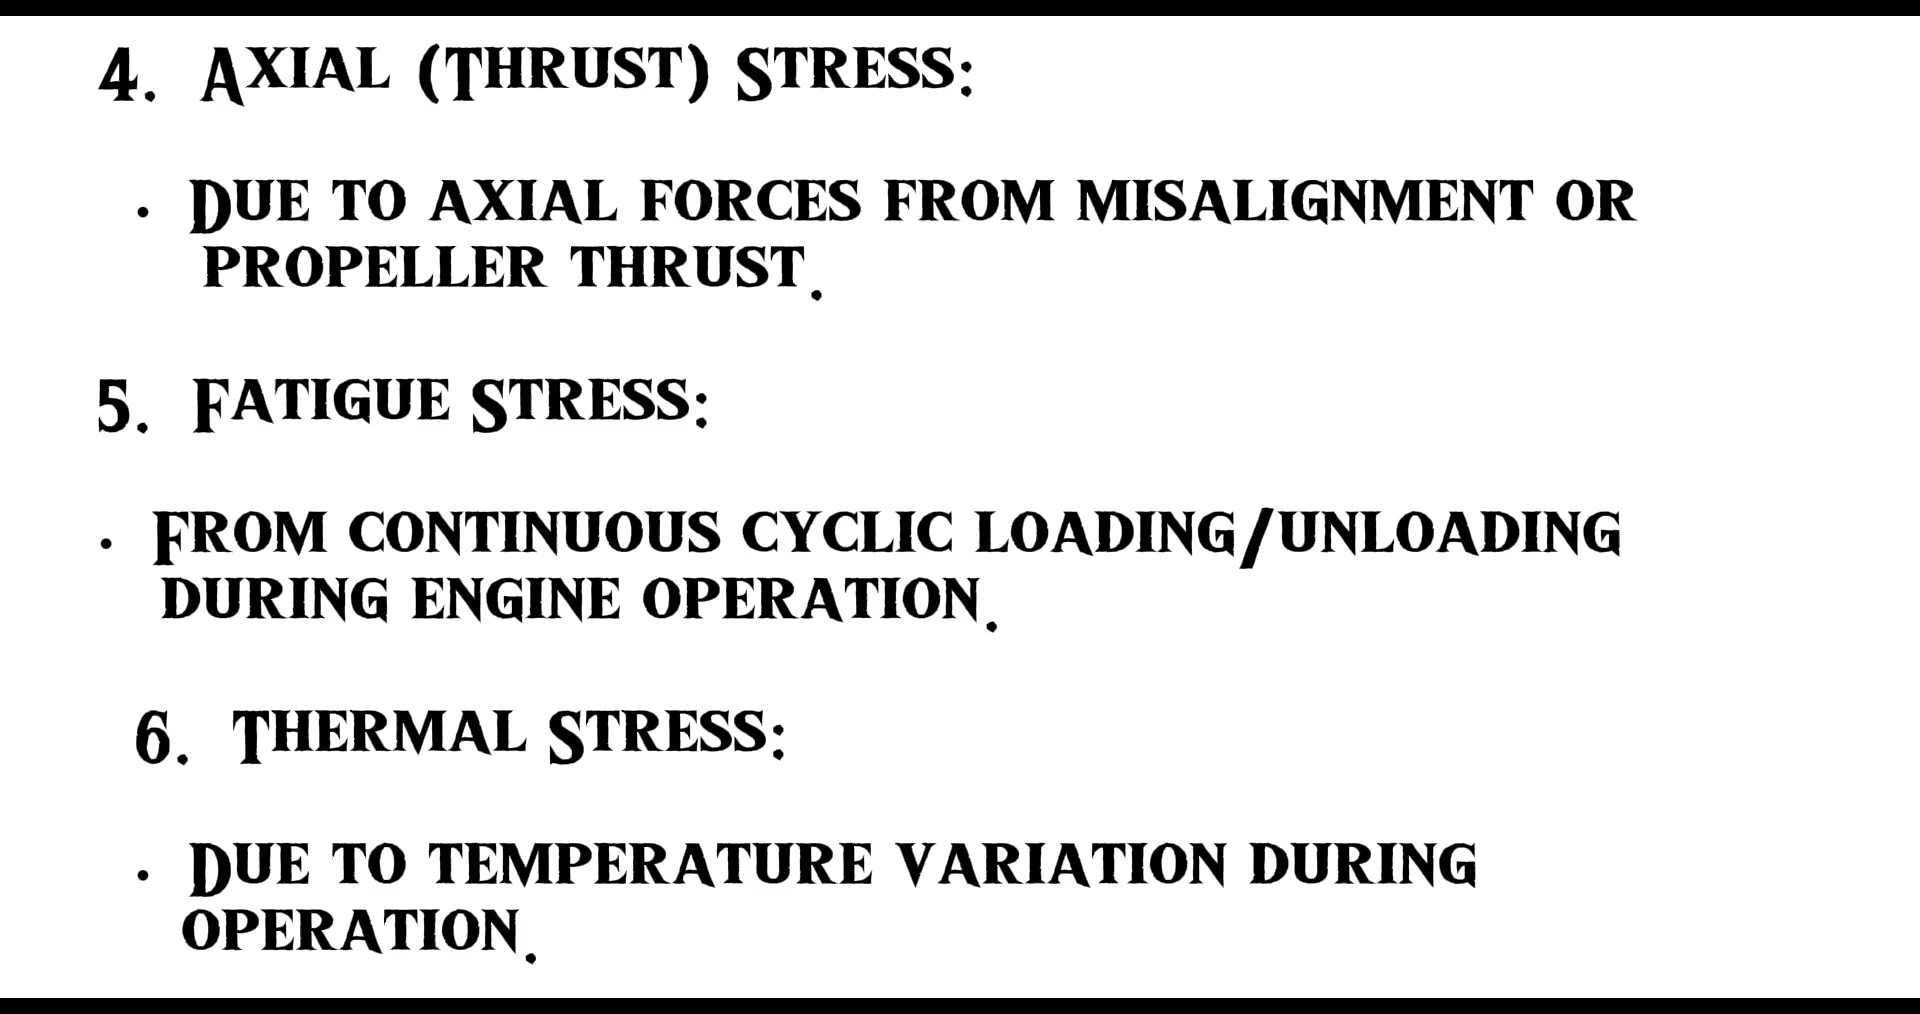 4. Axial (Thrust) Stress:
· Due to axial forces from misalignment or
propeller thrust.
5. Fatigue Stress:
· From continuous cyclic loading/unloading
during engine operation.
6. Thermal Stress:
· Due to temperature variation during
operation.